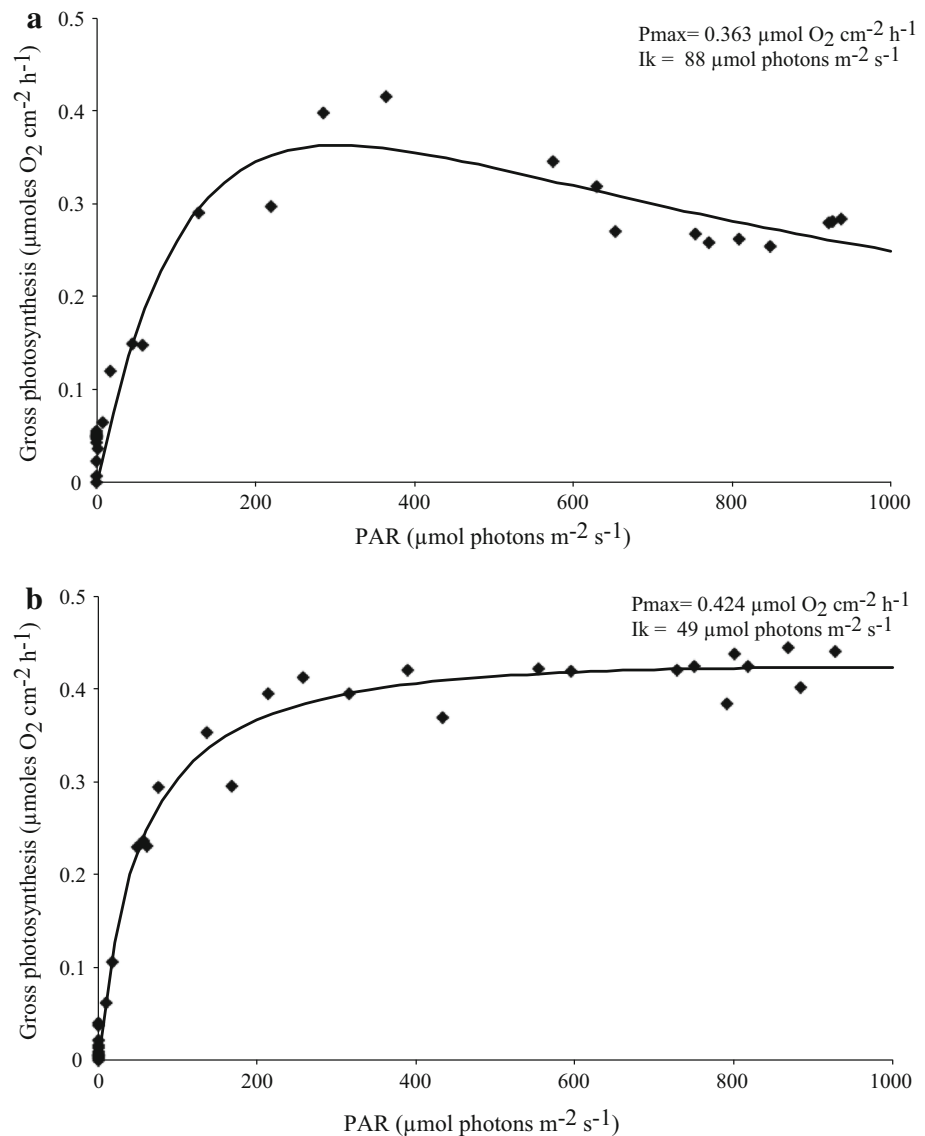 a
Pmax= 0.363 µmol O2 cm-2 h-1
Ik = 88 µmol photons m-2 s-1
Gross photosynthesis (µmoles O2 cm-2 h-1)
0.5
0.4
0.3
0.2
0.1
0
0 200 400 600 800 1000
PAR (µmol photons m-2 s-1)
b
Pmax= 0.424 µmol O2 cm-2 h-1
Ik = 49 µmol photons m-2 s-1
Gross photosynthesis (µmoles O2 cm-2 h-1)
0.5
0.4
0.3
0.2
0.1
0
0 200 400 600 800 1000
PAR (µmol photons m-2 s-1)